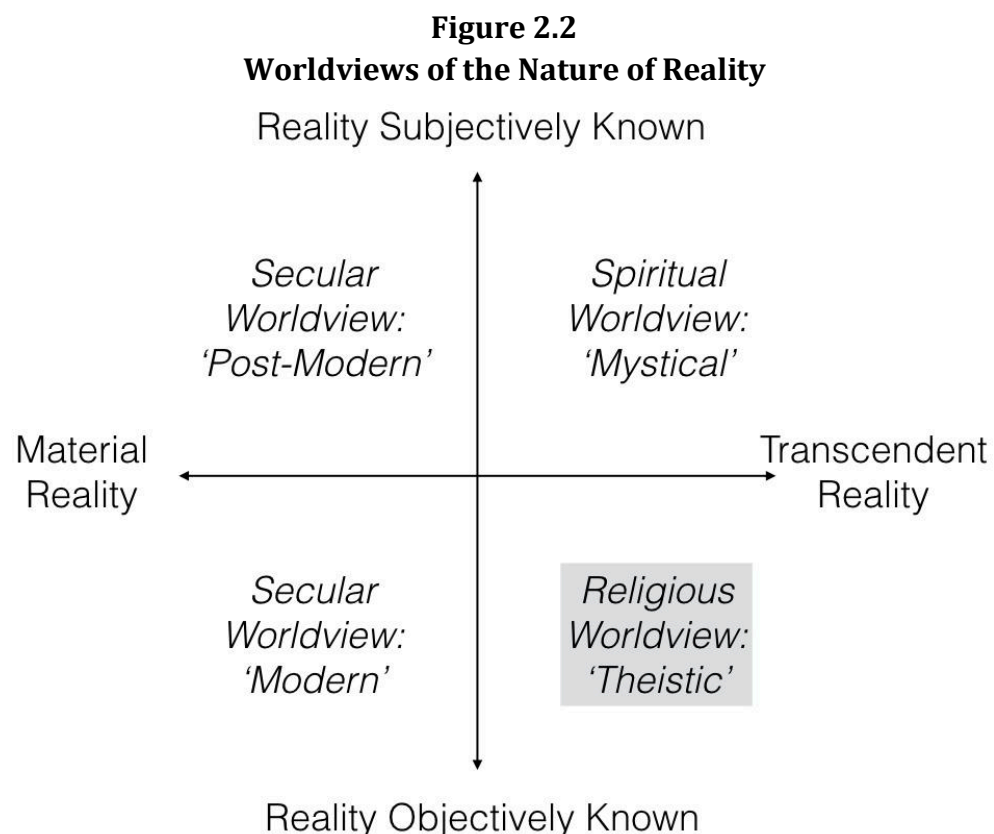 Figure 2.2
Worldviews of the Nature of Reality
Reality Subjectively Known
Secular
Worldview:
‘Post-Modern’
Spiritual
Worldview:
‘Mystical’
Material
Reality
Transcendent
Reality
Secular
Worldview:
‘Modern’
Religious
Worldview:
‘Theistic’
Reality Objectively Known